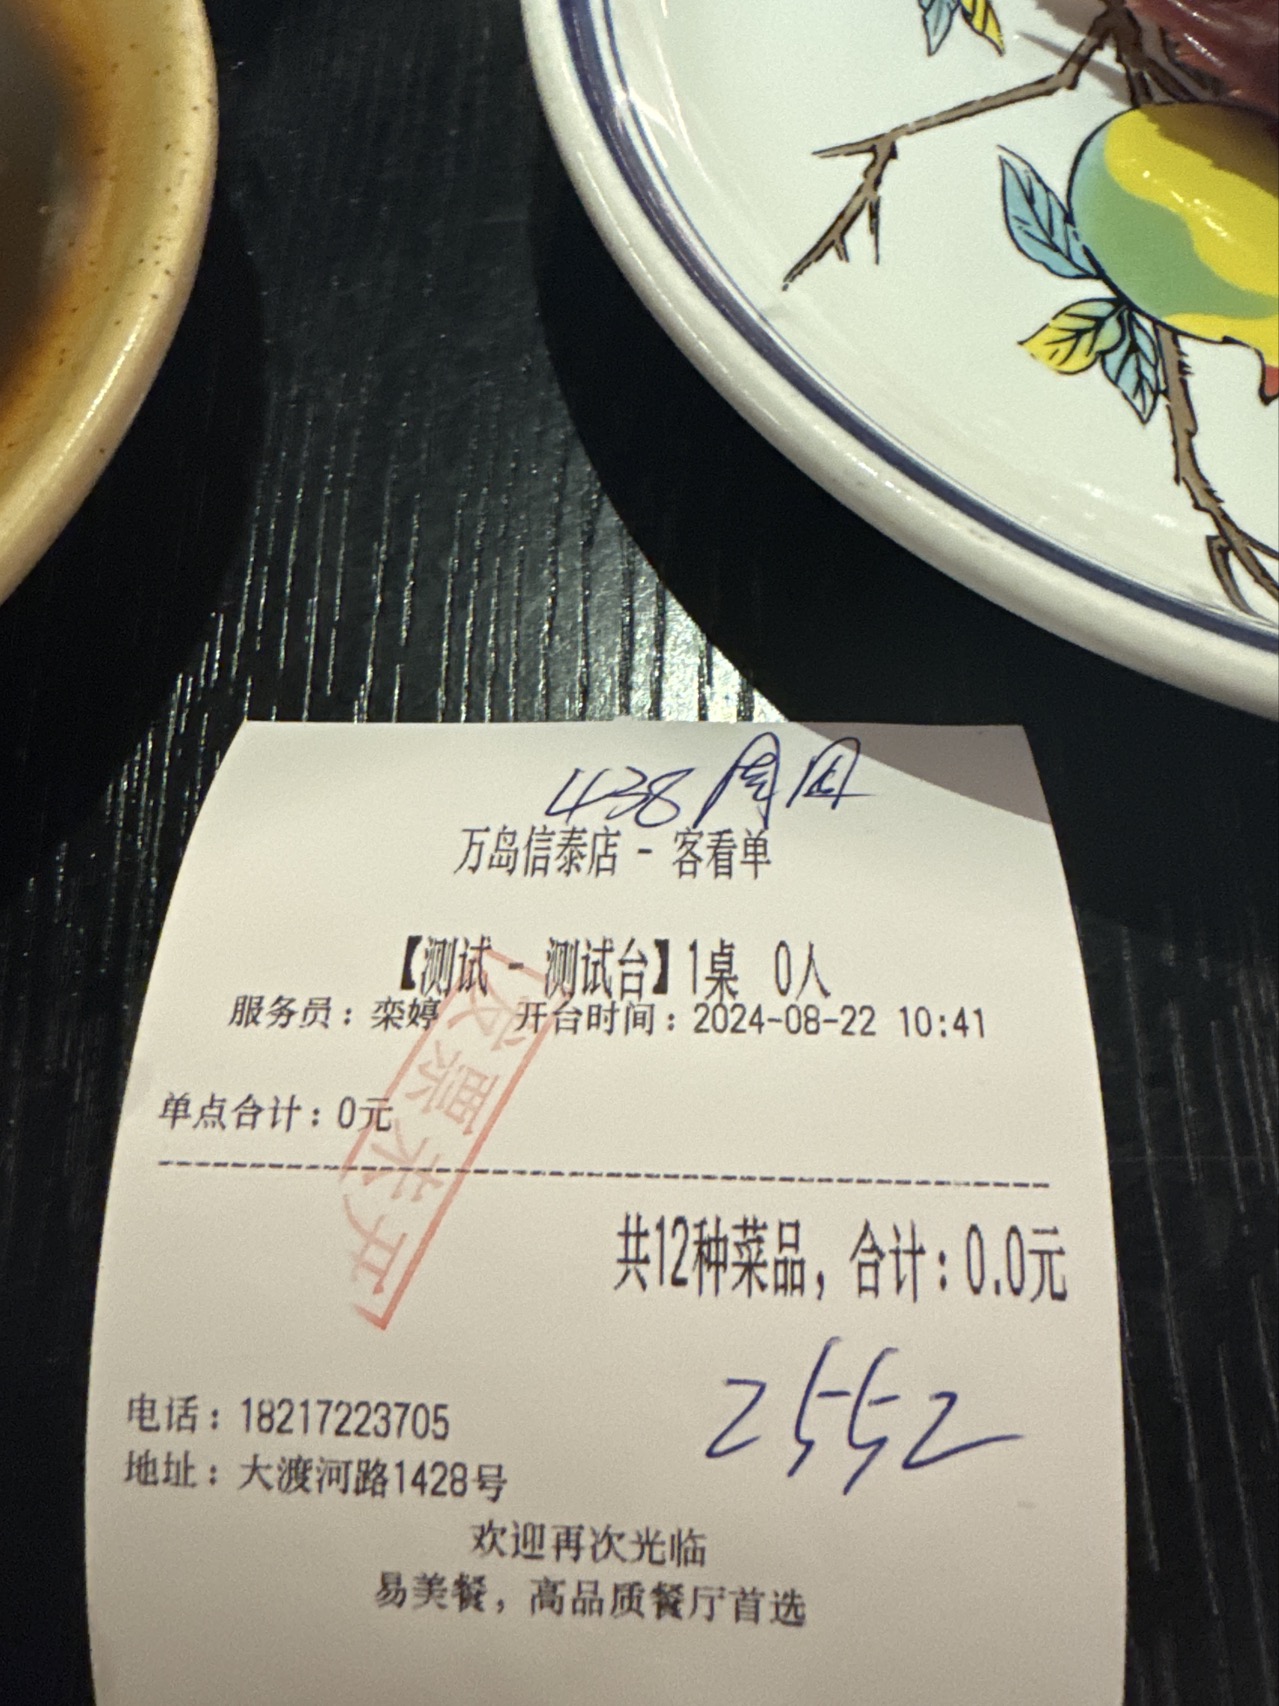 438 周周
万岛信泰店 - 客看单
【测试 - 测试台】1桌 0人
服务员：栾婷 开台时间：2024-08-22 10:41
单点合计：0元
发票未开
共12种菜品，合计：0.0元
2552
电话：18217223705
地址：大渡河路1428号
欢迎再次光临
易美餐，高品质餐厅首选